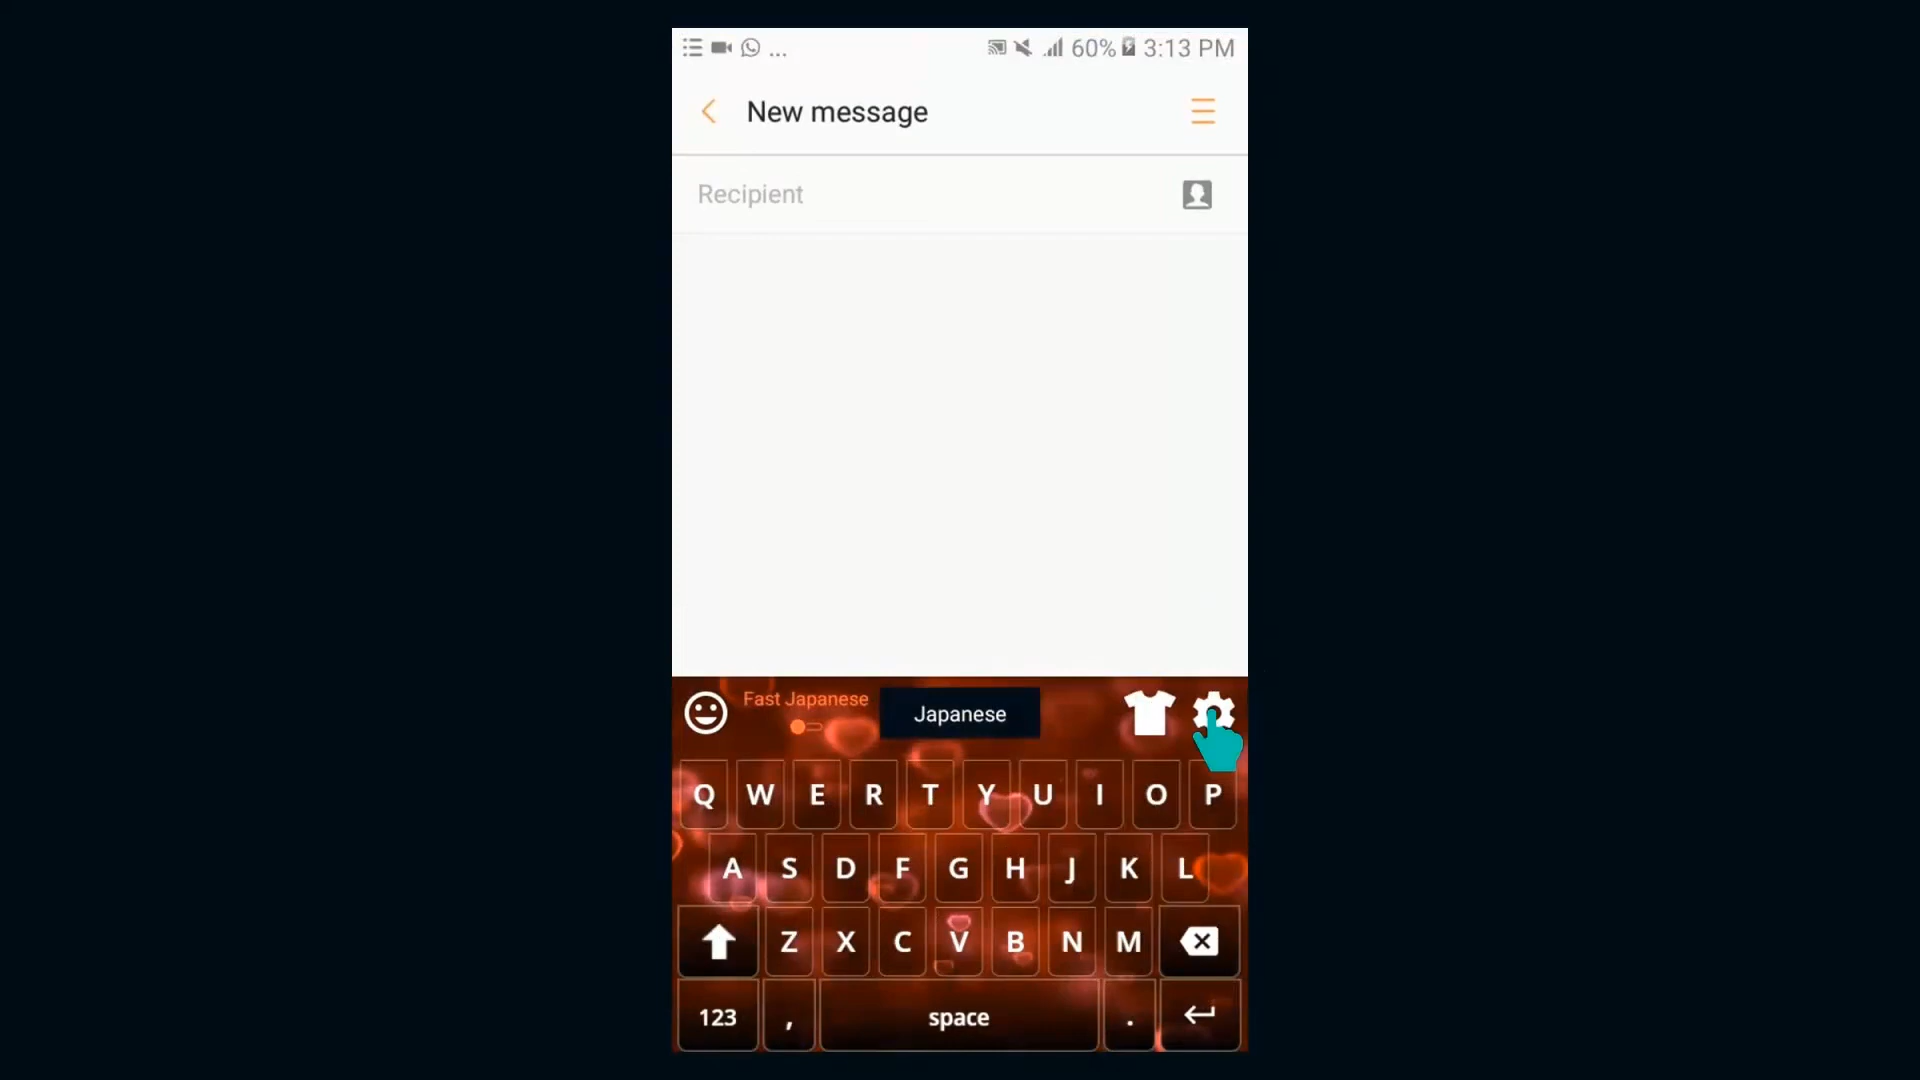 ... 60% 3:13 PM
New message
Recipient
Fast Japanese
Japanese
Q W E R T Y U I O P
A S D F G H J K L
Z X C V B N M
123 , space .